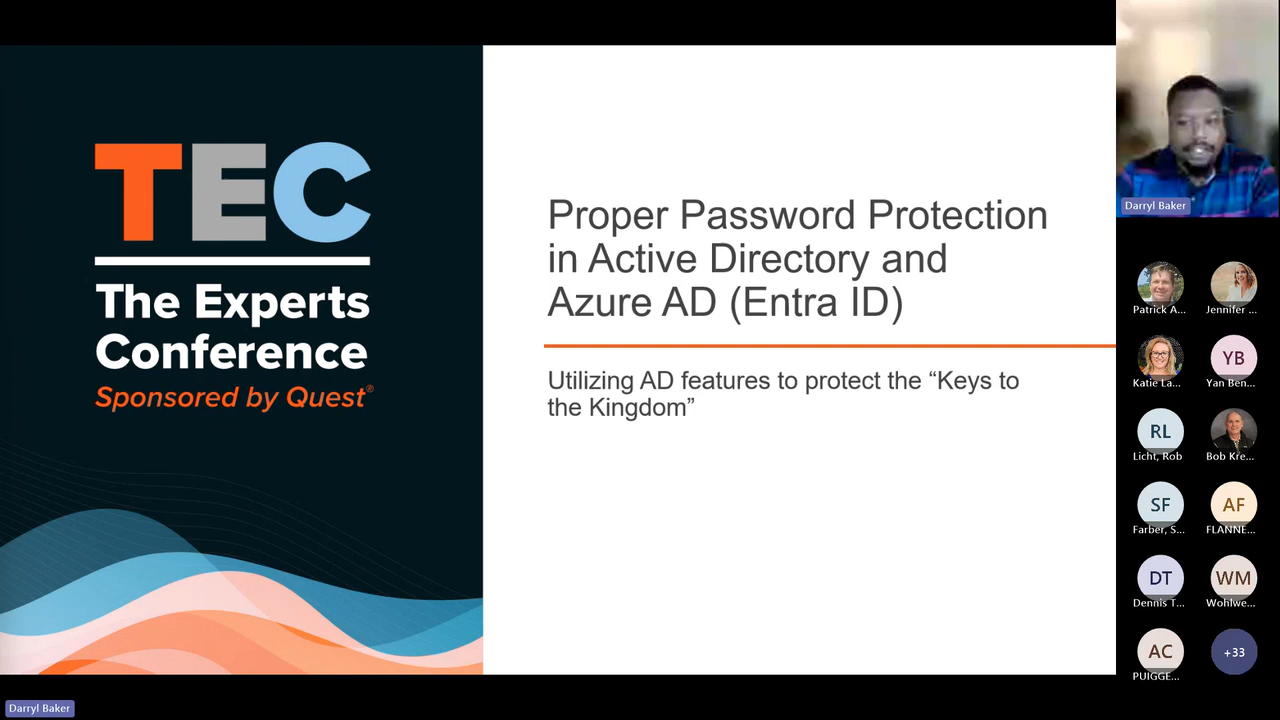 TEC
The Experts
Conference
Sponsored by Quest®
Proper Password Protection
in Active Directory and
Azure AD (Entra ID)
Utilizing AD features to protect the “Keys to
the Kingdom”
Darryl Baker
Patrick A...
Jennifer ...
Katie La...
YB
Yan Ben...
RL
Licht, Rob
Bob Kre...
SF
Farber, S...
AF
FLANNE...
DT
Dennis T...
WM
Wohlwe...
AC
PUIGGE...
+33
Darryl Baker